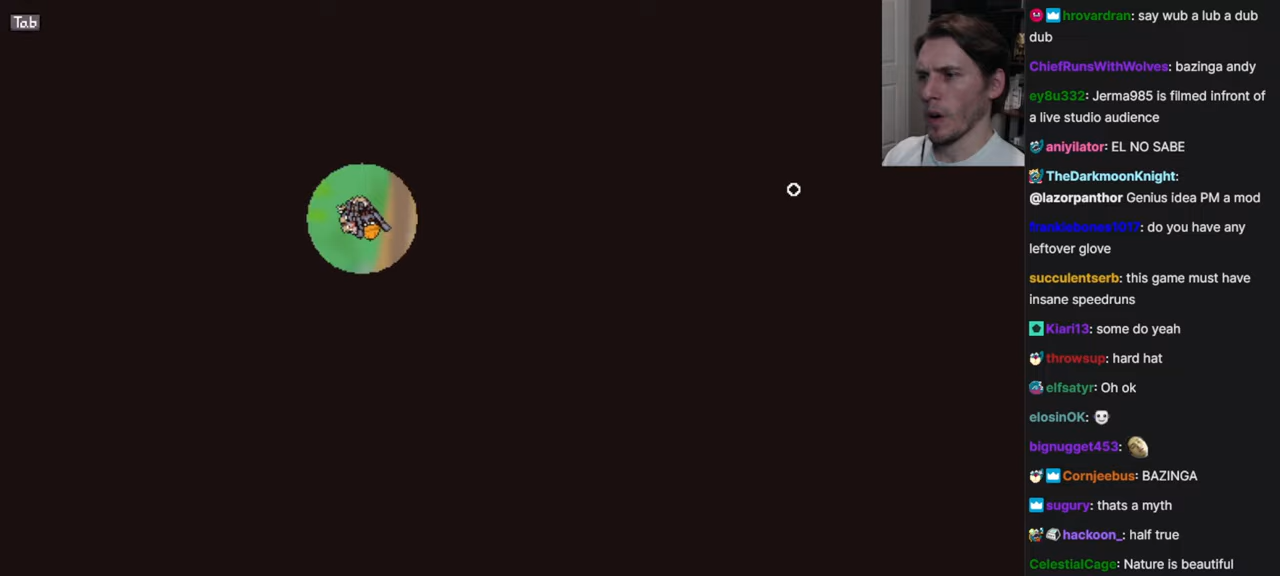 Tab
hrovardran: say wub a lub a dub
dub
ChiefRunsWithWolves: bazinga andy
ey8u332: Jerma985 is filmed infront of
a live studio audience
aniyilator: EL NO SABE
TheDarkmoonKnight:
@lazorpanthor Genius idea PM a mod
frankiebones1017: do you have any
leftover glove
succulentserb: this game must have
insane speedruns
Kiari13: some do yeah
throwsup: hard hat
elfsatyr: Oh ok
elosinOK:
bignugget453:
Cornjeebus: BAZINGA
sugury: thats a myth
hackoon_: half true
CelestialCage: Nature is beautiful